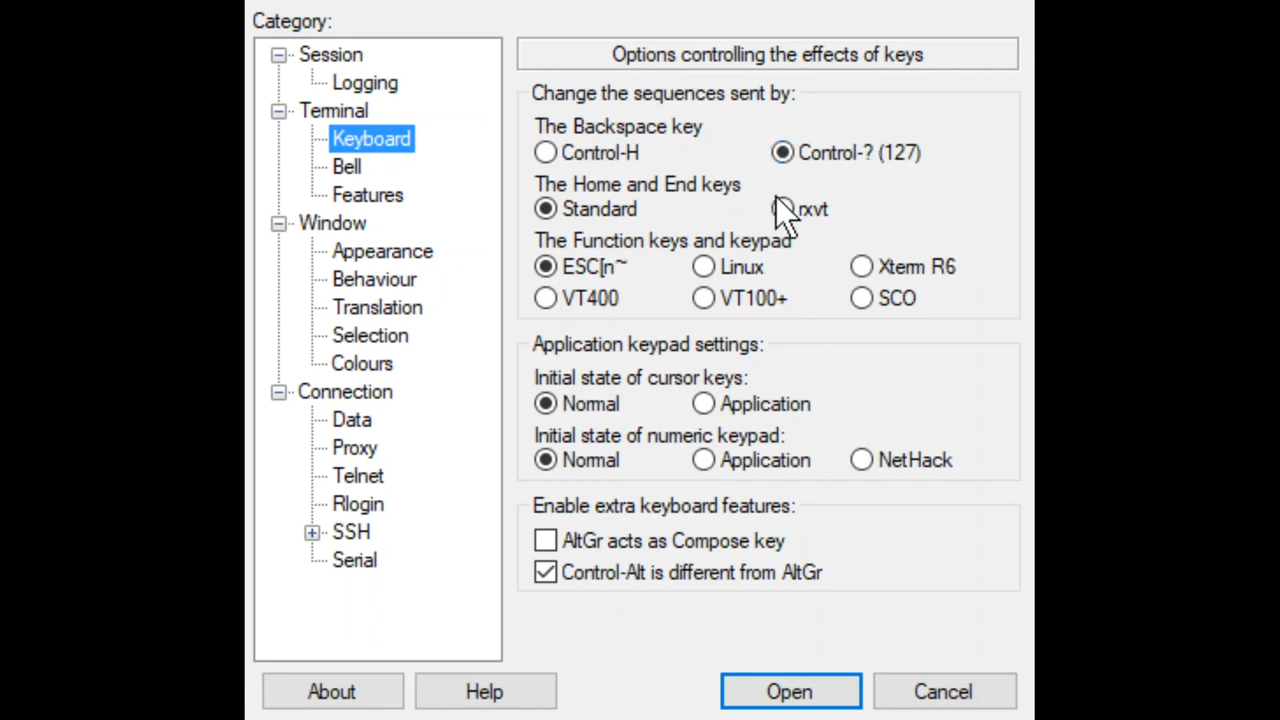 Category:
Session
Logging
Terminal
Keyboard
Bell
Features
Window
Appearance
Behaviour
Translation
Selection
Colours
Connection
Data
Proxy
Telnet
Rlogin
SSH
Serial
Options controlling the effects of keys
Change the sequences sent by:
The Backspace key
Control-H Control-? (127)
The Home and End keys
Standard rxvt
The Function keys and keypad
ESC[n~ Linux Xterm R6
VT400 VT100+ SCO
Application keypad settings:
Initial state of cursor keys:
Normal Application
Initial state of numeric keypad:
Normal Application NetHack
Enable extra keyboard features:
AltGr acts as Compose key
Control-Alt is different from AltGr
About Help Open Cancel